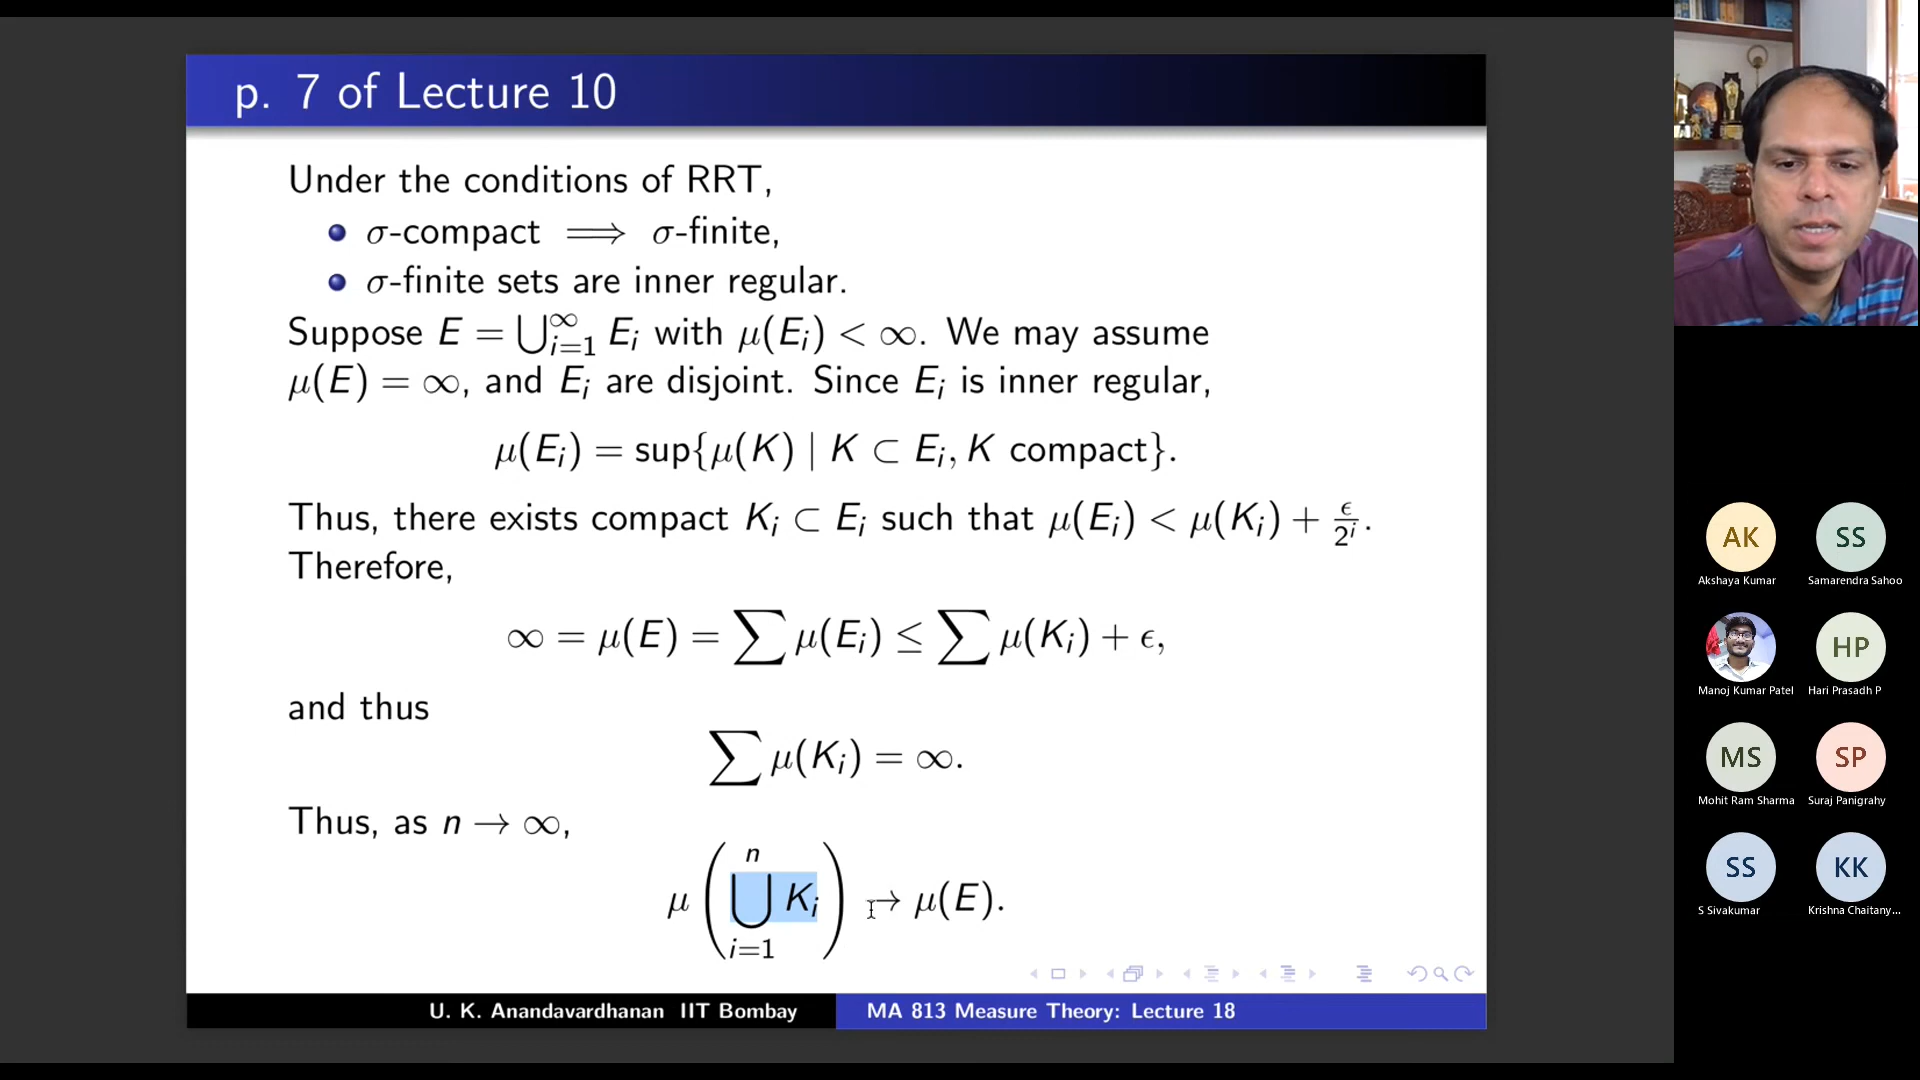 p. 7 of Lecture 10
Under the conditions of RRT,
σ-compact ⟹ σ-finite,
σ-finite sets are inner regular.
Suppose E = ⋃_{i=1}^{∞} E_i with μ(E_i) < ∞. We may assume
μ(E) = ∞, and E_i are disjoint. Since E_i is inner regular,
μ(E_i) = sup{μ(K) | K ⊂ E_i, K compact}.
Thus, there exists compact K_i ⊂ E_i such that μ(E_i) < μ(K_i) + ϵ/2^i.
Therefore,
∞ = μ(E) = ∑ μ(E_i) ≤ ∑ μ(K_i) + ϵ,
and thus
∑ μ(K_i) = ∞.
Thus, as n → ∞,
μ(⋃_{i=1}^{n} K_i) → μ(E).
U. K. Anandavardhanan IIT Bombay
MA 813 Measure Theory: Lecture 18
AK
SS
Akshaya Kumar
Samarendra Sahoo
HP
Manoj Kumar Patel
Hari Prasadh P
MS
SP
Mohit Ram Sharma
Suraj Panigrahy
SS
KK
S Sivakumar
Krishna Chaitany...